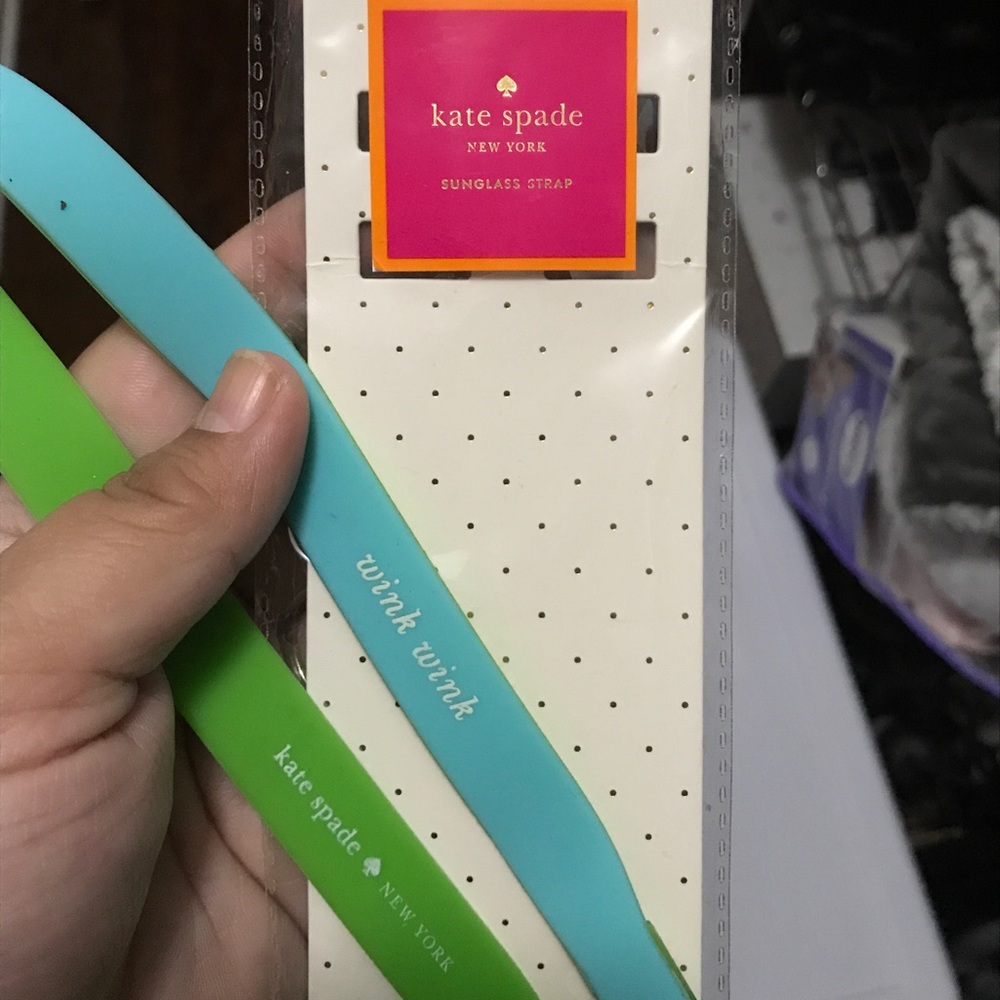 kate spade
NEW YORK
SUNGLASS STRAP
wink wink
kate spade NEW YORK